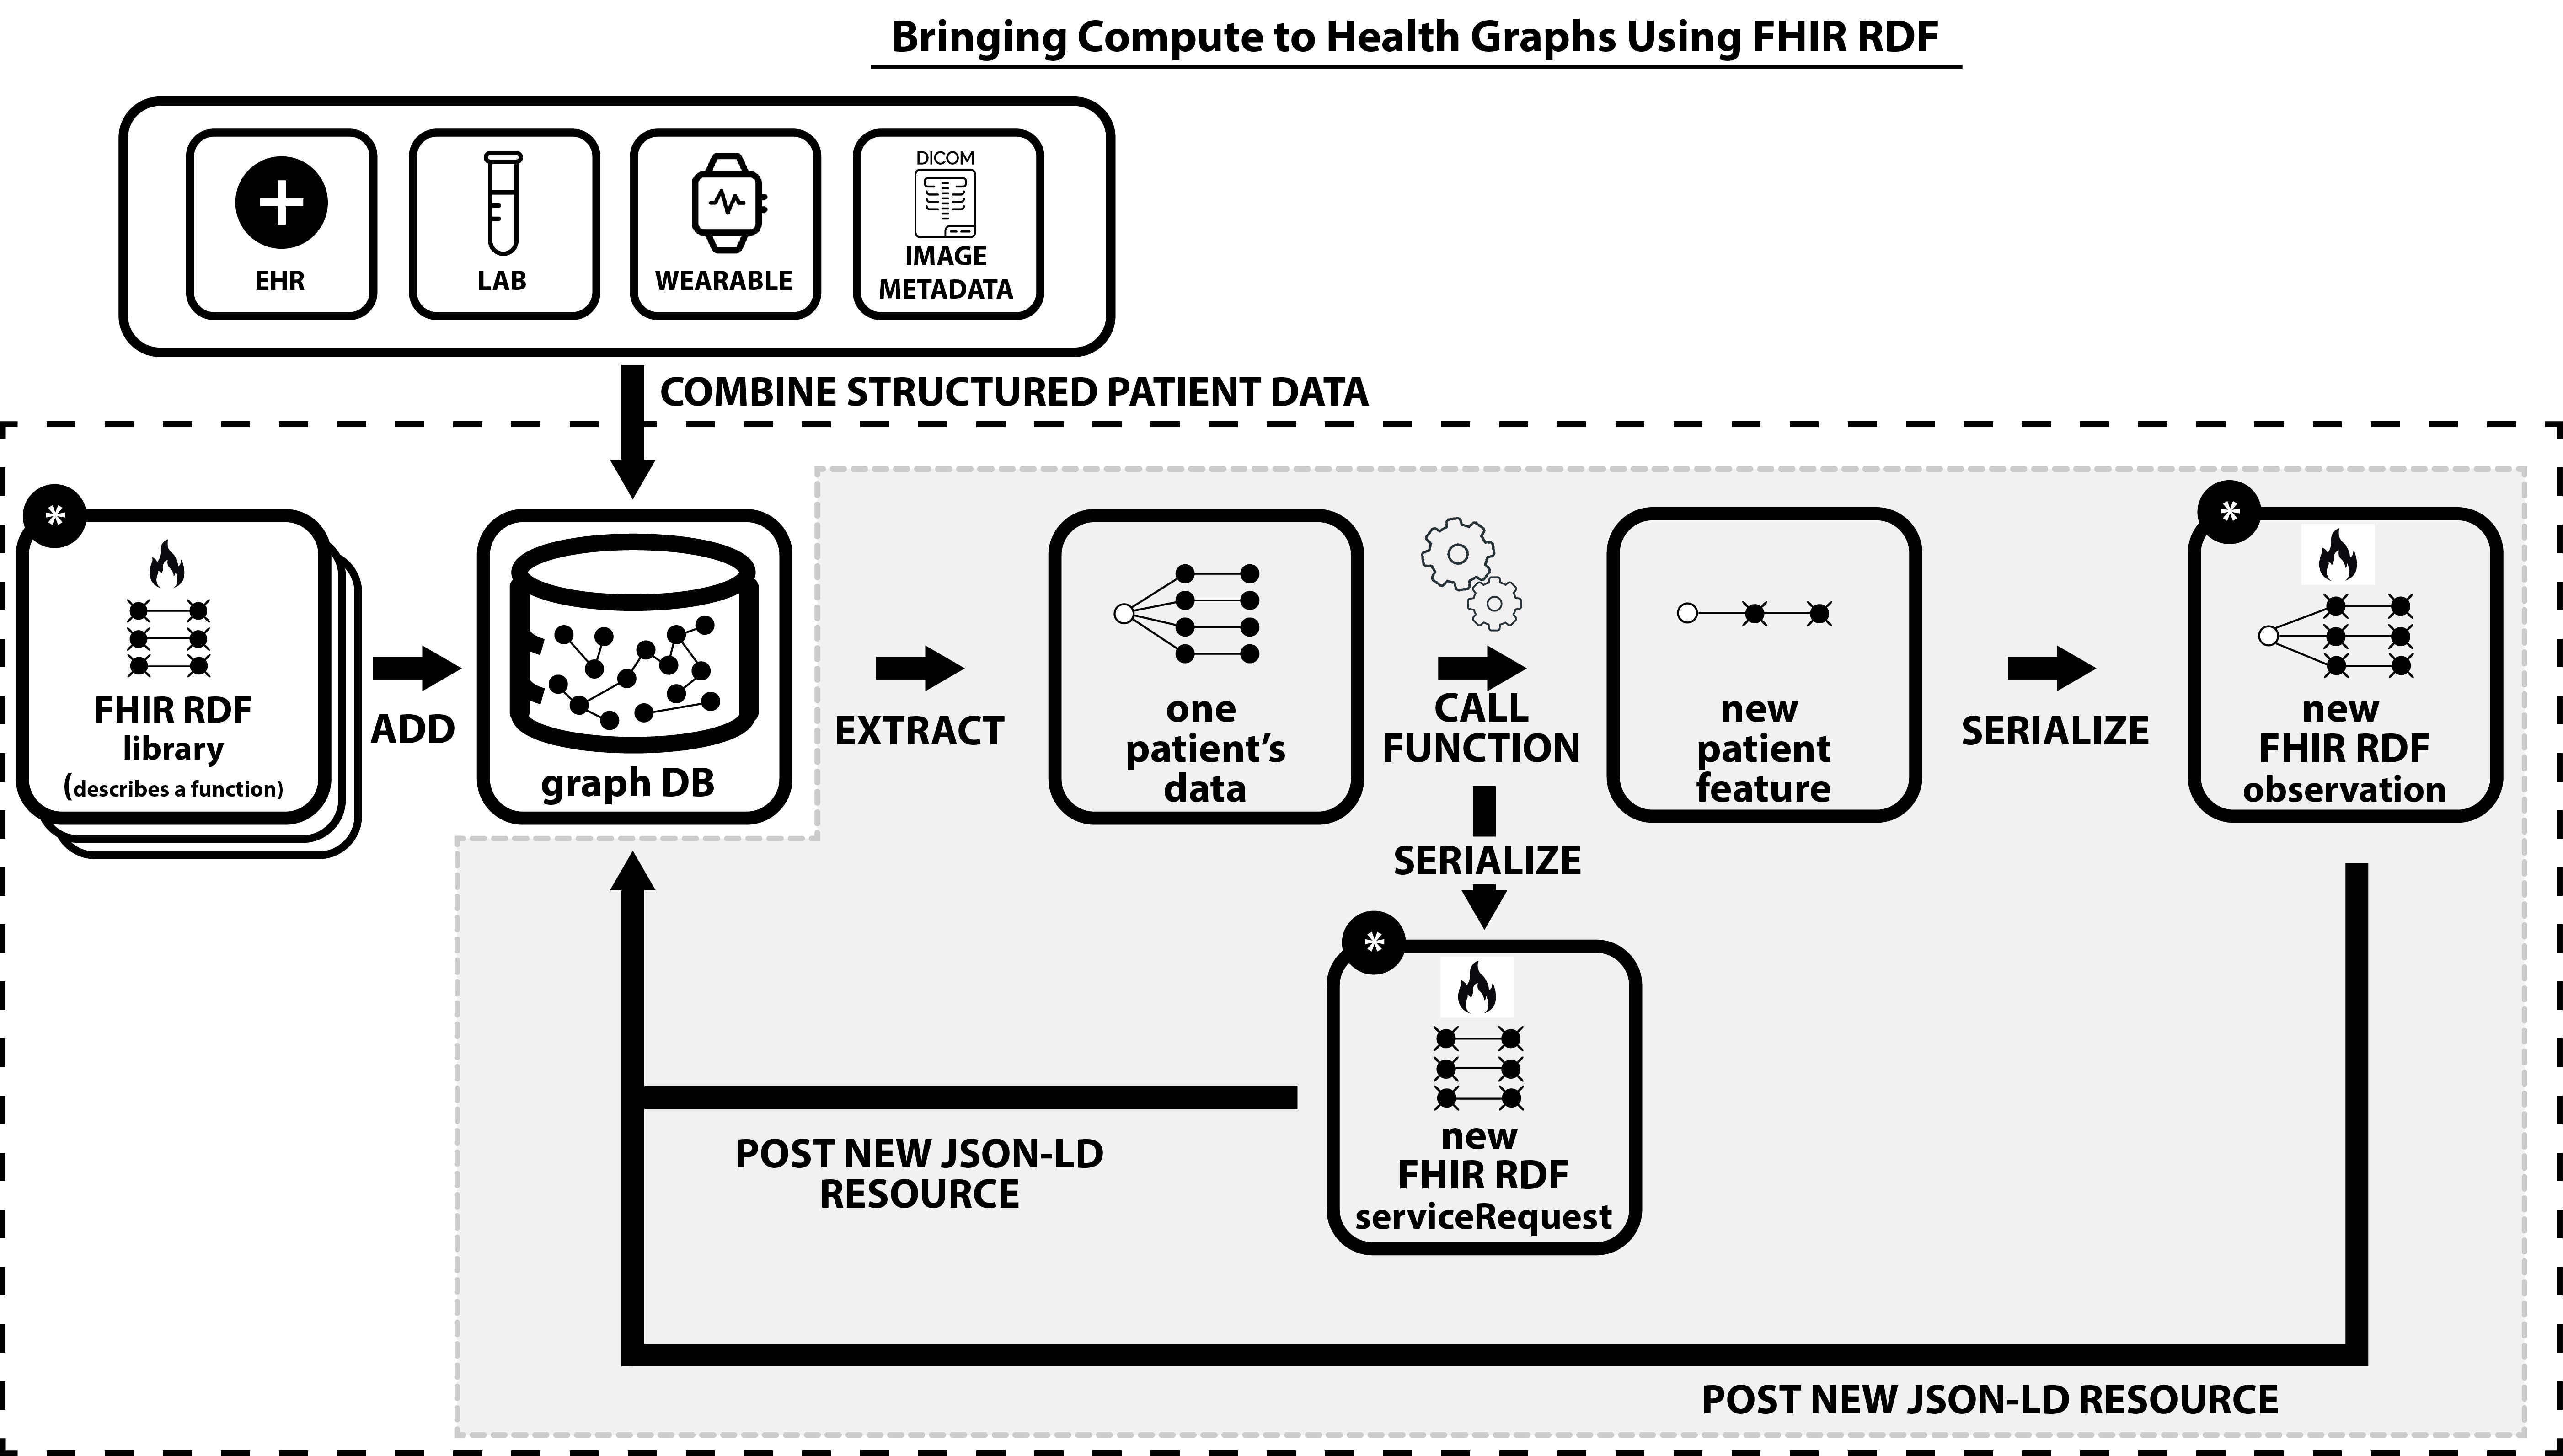 Bringing Compute to Health Graphs Using FHIR RDF
EHR
LAB
WEARABLE
DICOM
IMAGE
METADATA
COMBINE STRUCTURED PATIENT DATA
*
FHIR RDF
library
(describes a function)
ADD
graph DB
EXTRACT
one
patient's
data
CALL
FUNCTION
new
patient
feature
SERIALIZE
*
new
FHIR RDF
observation
SERIALIZE
*
new
FHIR RDF
serviceRequest
POST NEW JSON-LD
RESOURCE
POST NEW JSON-LD RESOURCE